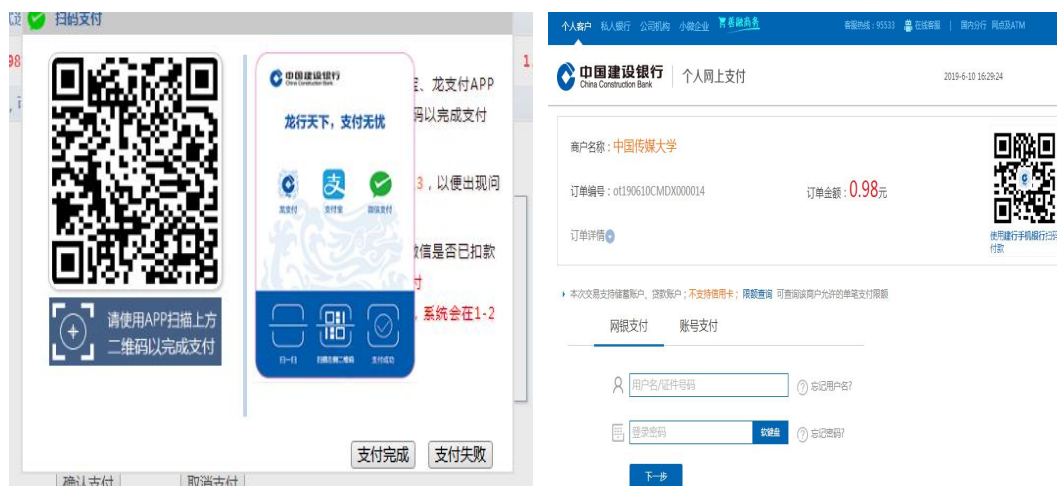 扫码支付
98
1.
中国建设银行
China Construction Bank
龙行天下，支付无忧
龙支付
支付宝
微信支付
扫一扫
扫描左侧二维码
支付成功
、龙支付APP
码以完成支付
3，以便出现问
信是否已扣款
付
系统会在1-2
请使用APP扫描上方
二维码以完成支付
支付完成
支付失败
确认支付
取消支付
个人客户 私人银行 公司机构 小微企业 善融商务
客服热线：95533 在线客服 | 国内分行 网点及ATM
中国建设银行
China Construction Bank
个人网上支付
2019-6-10 16:29:24
商户名称：中国传媒大学
订单编号：ot190610CMDX000014
订单金额：0.98元
订单详情
使用建行手机银行扫码
付款
本次交易支持储蓄账户、贷款账户；不支持信用卡；限额查询 可查询该商户允许的单笔支付限额
网银支付
账号支付
用户名/证件号码
忘记用户名?
登录密码
软键盘
忘记密码?
下一步